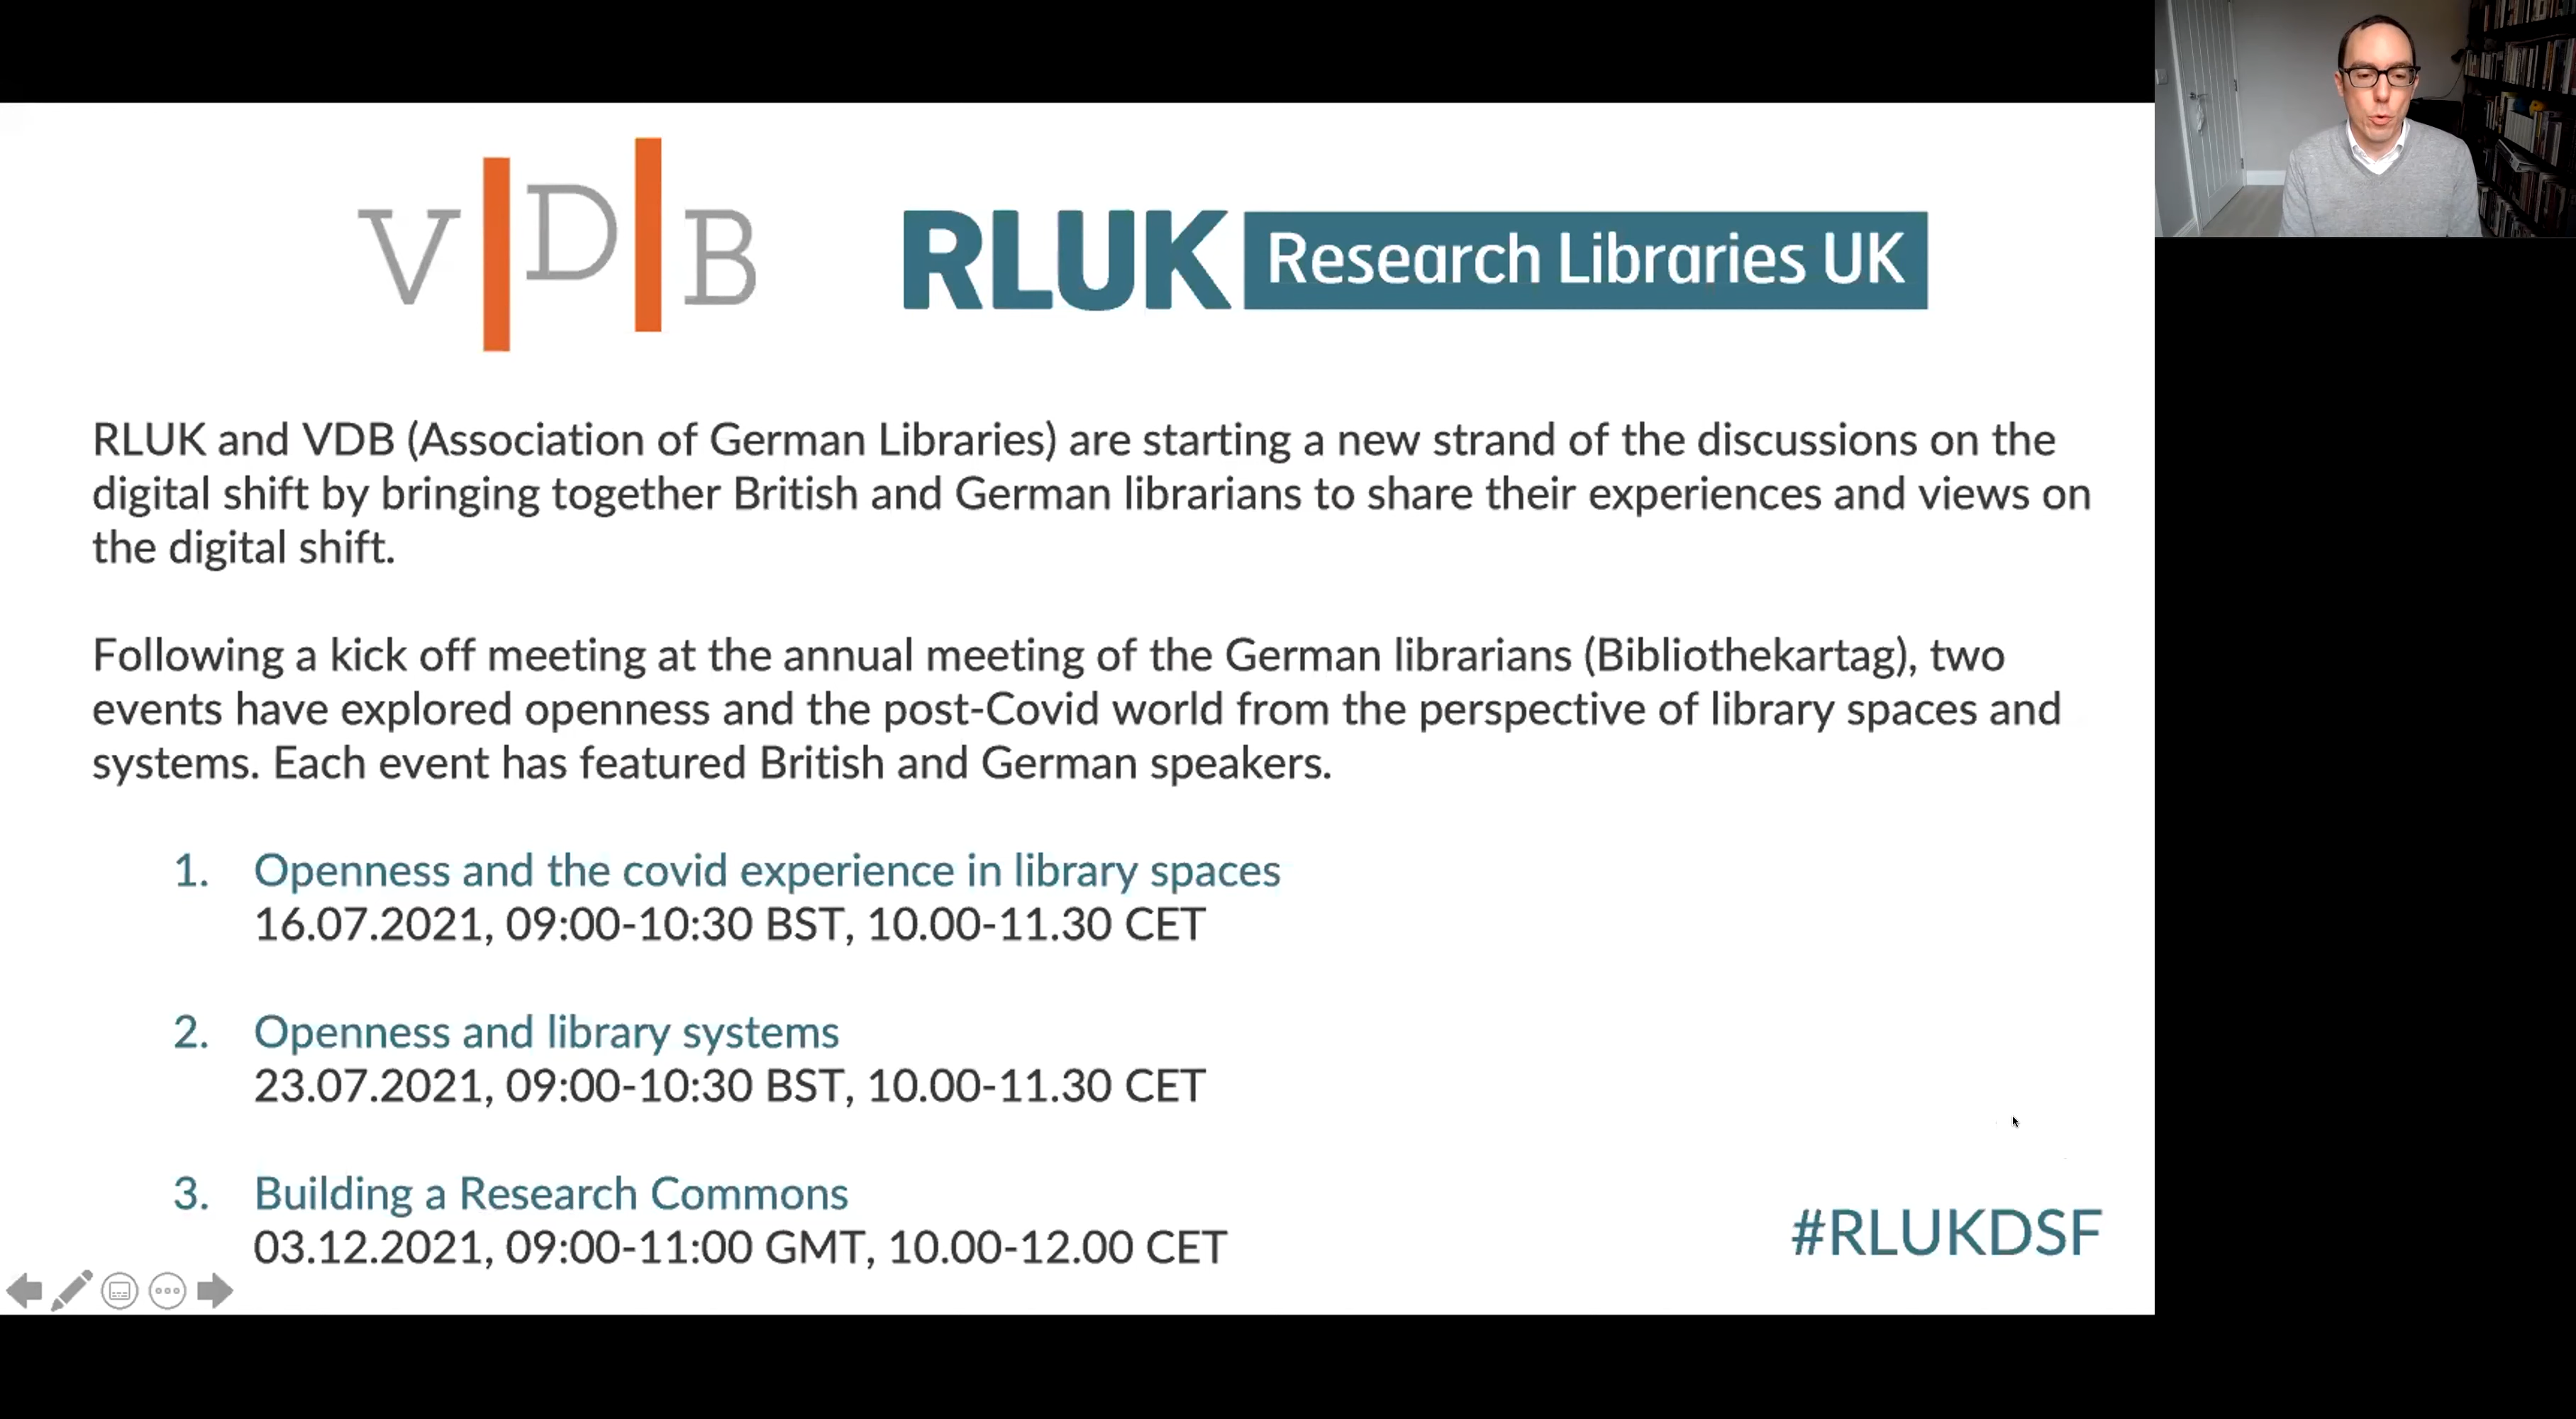 V D B
RLUK Research Libraries UK
RLUK and VDB (Association of German Libraries) are starting a new strand of the discussions on the
digital shift by bringing together British and German librarians to share their experiences and views on
the digital shift.
Following a kick off meeting at the annual meeting of the German librarians (Bibliothekartag), two
events have explored openness and the post-Covid world from the perspective of library spaces and
systems. Each event has featured British and German speakers.
1. Openness and the covid experience in library spaces
16.07.2021, 09:00-10:30 BST, 10.00-11.30 CET
2. Openness and library systems
23.07.2021, 09:00-10:30 BST, 10.00-11.30 CET
3. Building a Research Commons
03.12.2021, 09:00-11:00 GMT, 10.00-12.00 CET
#RLUKDSF